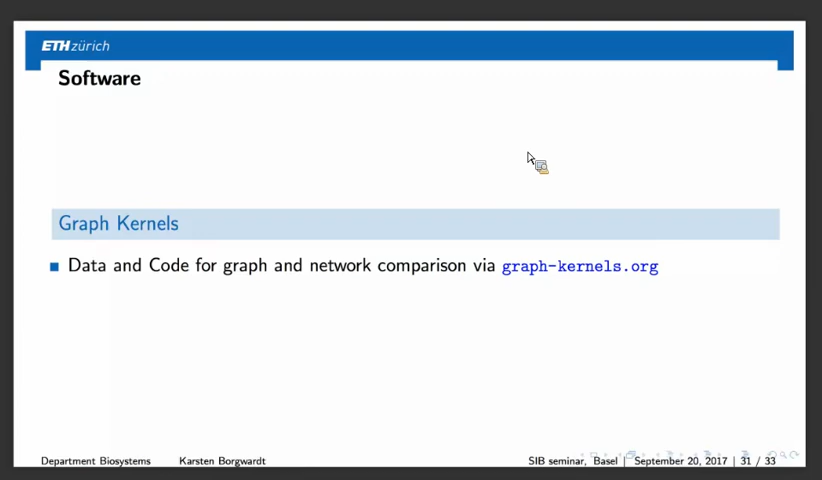 ETH zürich
Software
Graph Kernels
Data and Code for graph and network comparison via graph-kernels.org
Department Biosystems Karsten Borgwardt SIB seminar, Basel | September 20, 2017 | 31 / 33